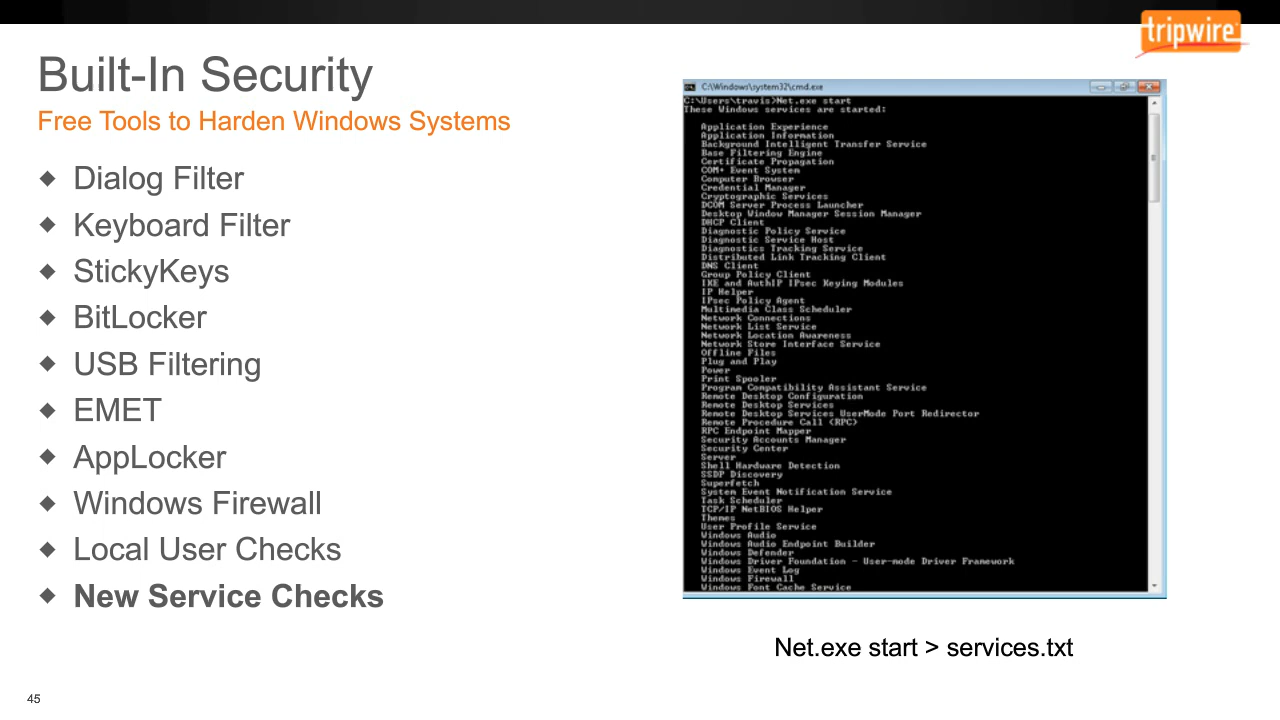 tripwire
Built-In Security
Free Tools to Harden Windows Systems
Dialog Filter
Keyboard Filter
StickyKeys
BitLocker
USB Filtering
EMET
AppLocker
Windows Firewall
Local User Checks
New Service Checks
C:\Windows\system32\cmd.exe
C:\Users\travis>Net.exe start
These Windows services are started:
Application Experience
Application Information
Background Intelligent Transfer Service
Base Filtering Engine
Certificate Propagation
COM+ Event System
Computer Browser
Credential Manager
Cryptographic Services
DCOM Server Process Launcher
Desktop Window Manager Session Manager
DHCP Client
Diagnostic Policy Service
Diagnostic Service Host
Diagnostics Tracking Service
Distributed Link Tracking Client
DNS Client
Group Policy Client
IKE and AuthIP IPsec Keying Modules
IP Helper
IPsec Policy Agent
Multimedia Class Scheduler
Network Connections
Network List Service
Network Location Awareness
Network Store Interface Service
Offline Files
Plug and Play
Power
Print Spooler
Program Compatibility Assistant Service
Remote Desktop Configuration
Remote Desktop Services
Remote Desktop Services UserMode Port Redirector
Remote Procedure Call (RPC)
RPC Endpoint Mapper
Security Accounts Manager
Security Center
Server
Shell Hardware Detection
SSDP Discovery
Superfetch
System Event Notification Service
Task Scheduler
TCP/IP NetBIOS Helper
Themes
User Profile Service
Windows Audio
Windows Audio Endpoint Builder
Windows Defender
Windows Driver Foundation - User-mode Driver Framework
Windows Event Log
Windows Firewall
Windows Font Cache Service
Net.exe start > services.txt
45